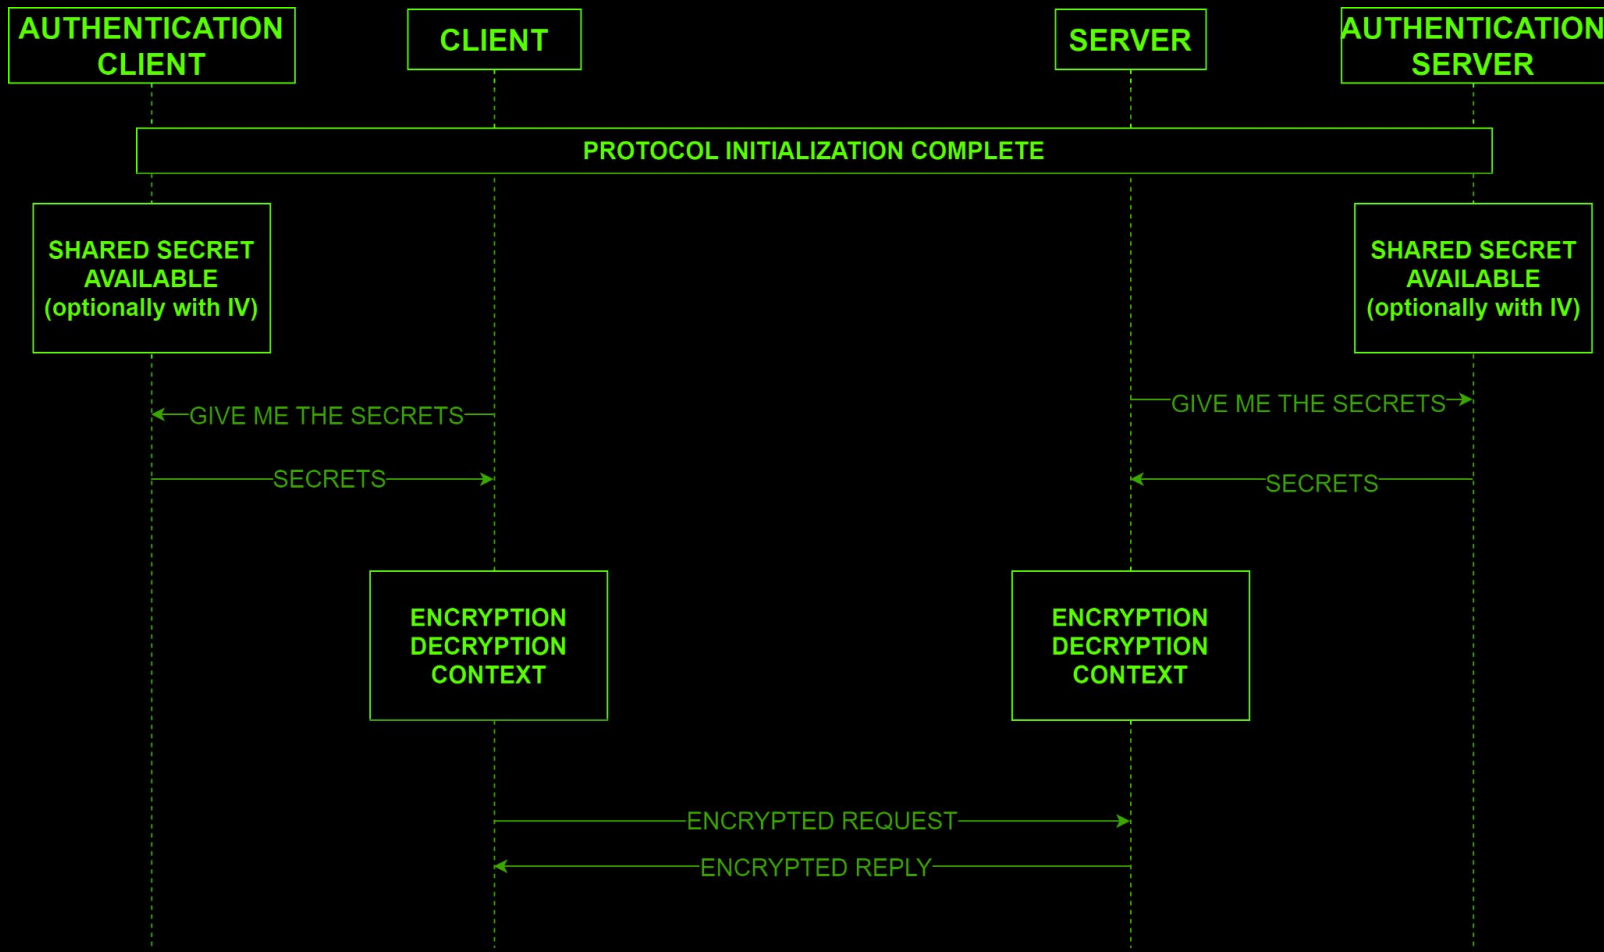 AUTHENTICATION
CLIENT
CLIENT
SERVER
AUTHENTICATION
SERVER
PROTOCOL INITIALIZATION COMPLETE
SHARED SECRET
AVAILABLE
(optionally with IV)
SHARED SECRET
AVAILABLE
(optionally with IV)
GIVE ME THE SECRETS
GIVE ME THE SECRETS
SECRETS
SECRETS
ENCRYPTION
DECRYPTION
CONTEXT
ENCRYPTION
DECRYPTION
CONTEXT
ENCRYPTED REQUEST
ENCRYPTED REPLY